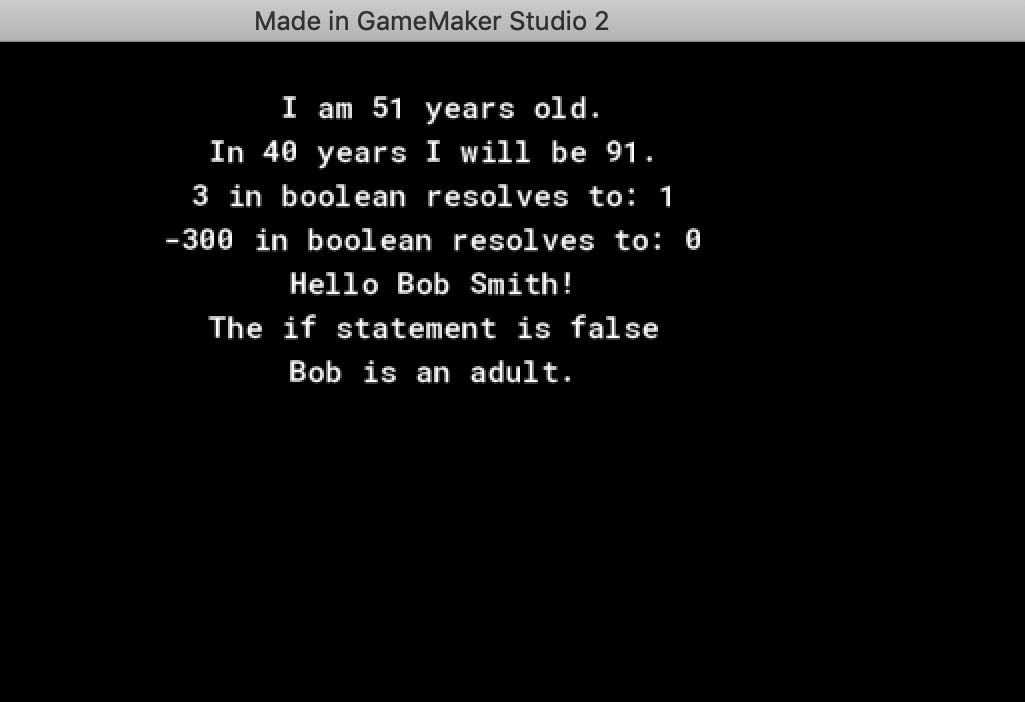 Made in GameMaker Studio 2
I am 51 years old.
In 40 years I will be 91.
3 in boolean resolves to: 1
-300 in boolean resolves to: 0
Hello Bob Smith!
The if statement is false
Bob is an adult.